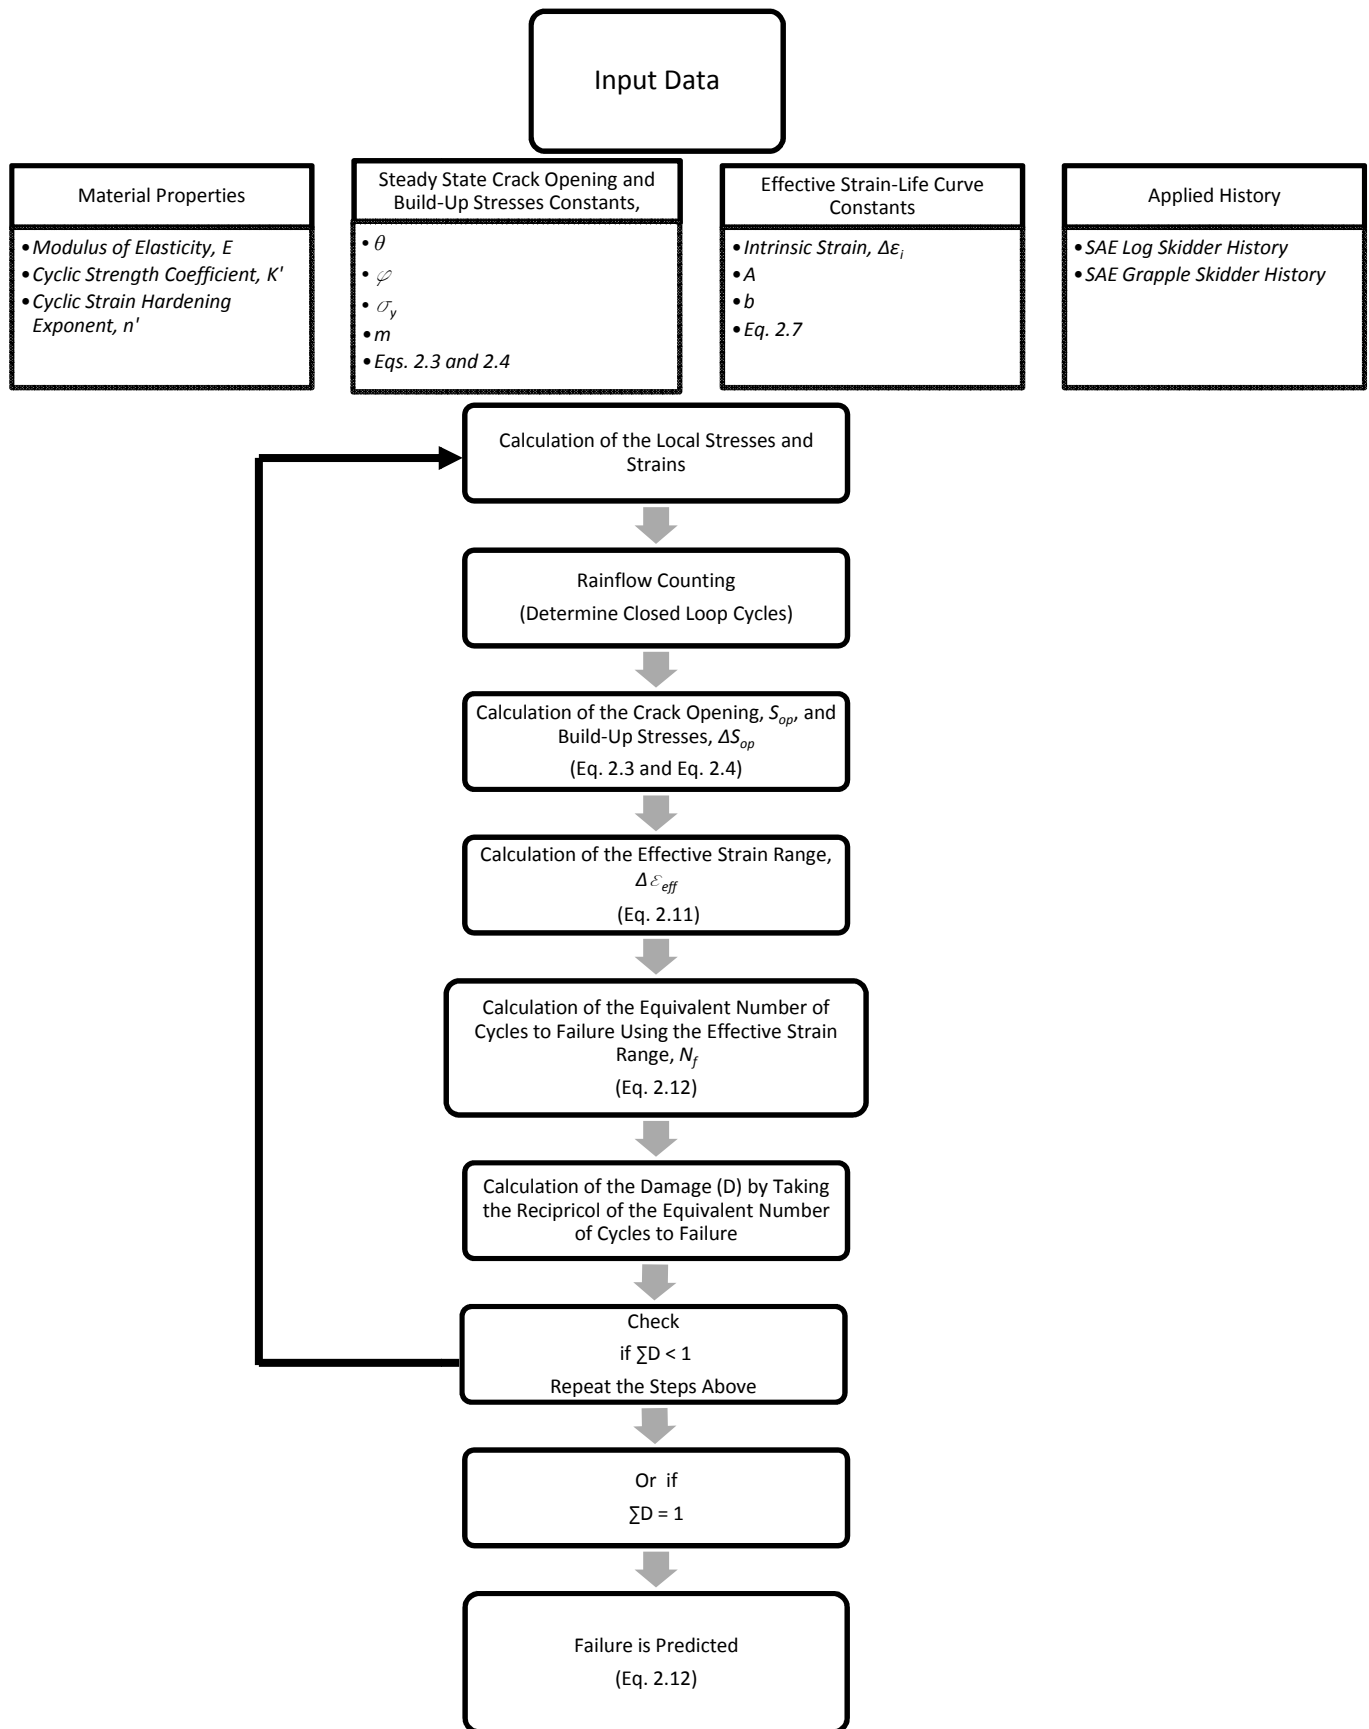 Input Data
Material Properties
• Modulus of Elasticity, E
• Cyclic Strength Coefficient, K'
• Cyclic Strain Hardening
Exponent, n'
Steady State Crack Opening and
Build-Up Stresses Constants,
• θ
• φ
• σy
• m
• Eqs. 2.3 and 2.4
Effective Strain-Life Curve
Constants
• Intrinsic Strain, Δεi
• A
• b
• Eq. 2.7
Applied History
• SAE Log Skidder History
• SAE Grapple Skidder History
Calculation of the Local Stresses and
Strains
Rainflow Counting
(Determine Closed Loop Cycles)
Calculation of the Crack Opening, Sop, and
Build-Up Stresses, ΔSop
(Eq. 2.3 and Eq. 2.4)
Calculation of the Effective Strain Range,
Δεeff
(Eq. 2.11)
Calculation of the Equivalent Number of
Cycles to Failure Using the Effective Strain
Range, Nf
(Eq. 2.12)
Calculation of the Damage (D) by Taking
the Recipricol of the Equivalent Number
of Cycles to Failure
Check
if ∑D < 1
Repeat the Steps Above
Or if
∑D = 1
Failure is Predicted
(Eq. 2.12)